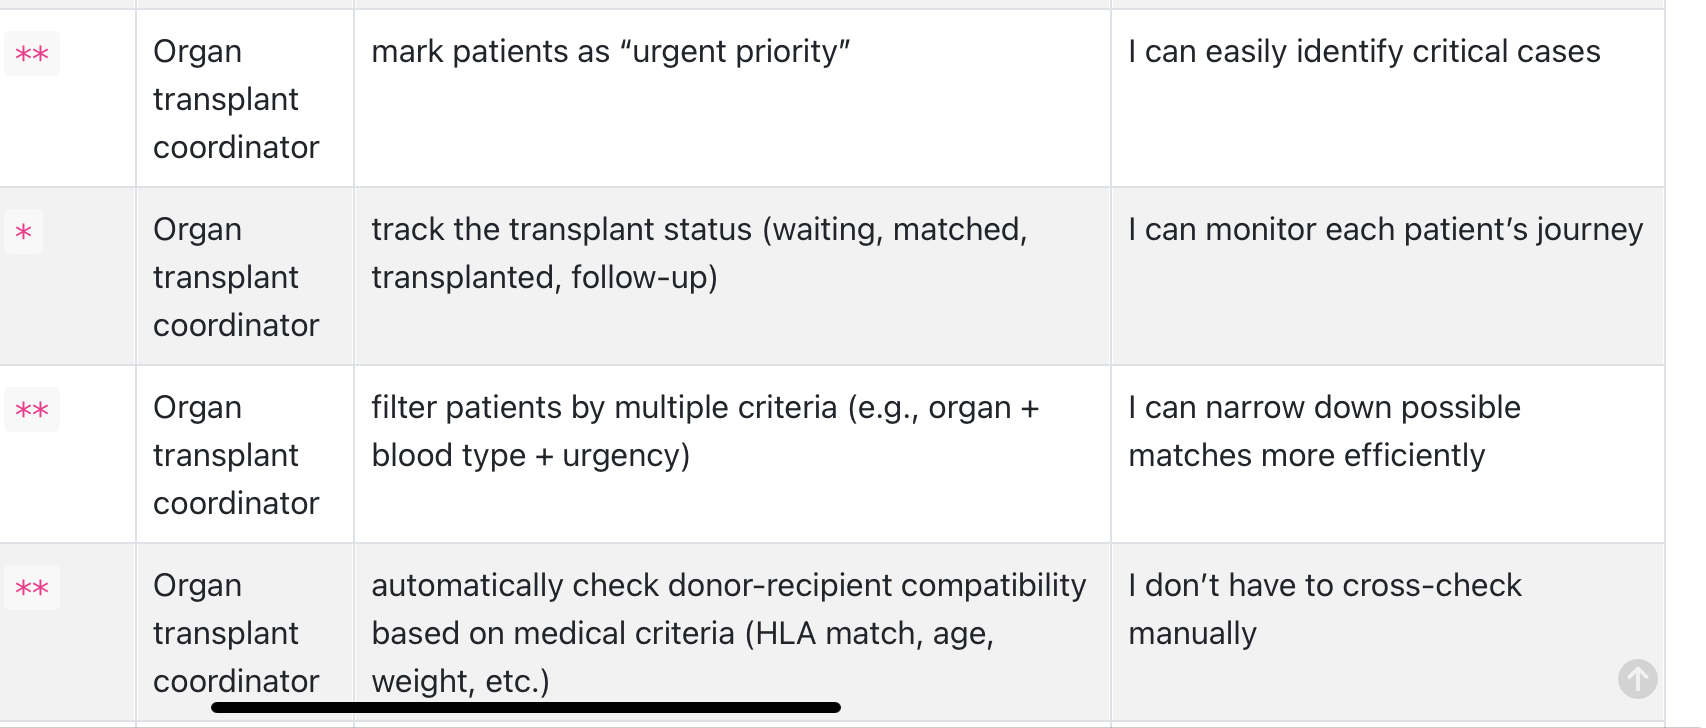 ** Organ mark patients as “urgent priority” I can easily identify critical cases
transplant
coordinator
* Organ track the transplant status (waiting, matched, I can monitor each patient’s journey
transplant transplanted, follow-up)
coordinator
** Organ filter patients by multiple criteria (e.g., organ + I can narrow down possible
transplant blood type + urgency) matches more efficiently
coordinator
** Organ automatically check donor-recipient compatibility I don’t have to cross-check
transplant based on medical criteria (HLA match, age, manually
coordinator weight, etc.)